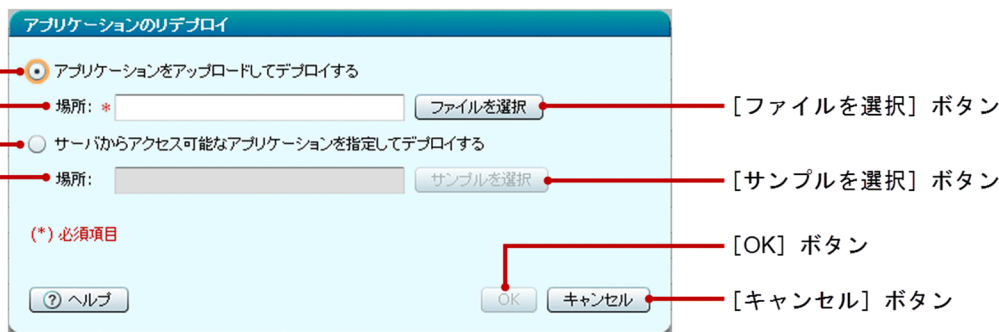 アプリケーションのリデプロイ
アプリケーションをアップロードしてデプロイする
場所: * ファイルを選択 [ファイルを選択] ボタン
サーバからアクセス可能なアプリケーションを指定してデプロイする
場所: サンプルを選択 [サンプルを選択] ボタン
(*) 必須項目
[OK] ボタン
? ヘルプ OK キャンセル [キャンセル] ボタン